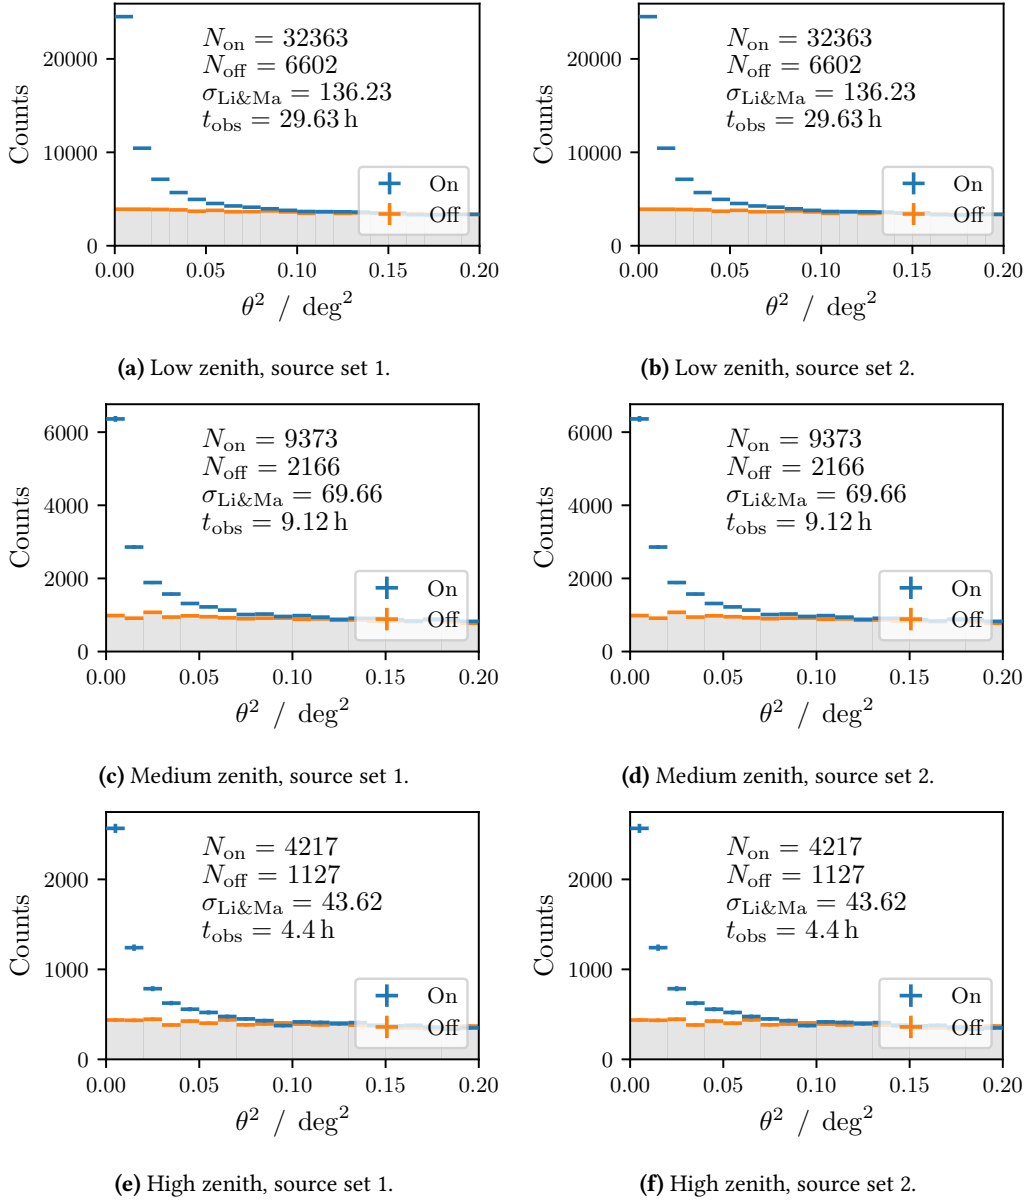 Counts
20000
10000
0
N_on = 32363
N_off = 6602
σ_Li&Ma = 136.23
t_obs = 29.63 h
On
Off
0.00 0.05 0.10 0.15 0.20
θ² / deg²
(a) Low zenith, source set 1.
Counts
20000
10000
0
N_on = 32363
N_off = 6602
σ_Li&Ma = 136.23
t_obs = 29.63 h
On
Off
0.00 0.05 0.10 0.15 0.20
θ² / deg²
(b) Low zenith, source set 2.
Counts
6000
4000
2000
0
N_on = 9373
N_off = 2166
σ_Li&Ma = 69.66
t_obs = 9.12 h
On
Off
0.00 0.05 0.10 0.15 0.20
θ² / deg²
(c) Medium zenith, source set 1.
Counts
6000
4000
2000
0
N_on = 9373
N_off = 2166
σ_Li&Ma = 69.66
t_obs = 9.12 h
On
Off
0.00 0.05 0.10 0.15 0.20
θ² / deg²
(d) Medium zenith, source set 2.
Counts
2000
1000
0
N_on = 4217
N_off = 1127
σ_Li&Ma = 43.62
t_obs = 4.4 h
On
Off
0.00 0.05 0.10 0.15 0.20
θ² / deg²
(e) High zenith, source set 1.
Counts
2000
1000
0
N_on = 4217
N_off = 1127
σ_Li&Ma = 43.62
t_obs = 4.4 h
On
Off
0.00 0.05 0.10 0.15 0.20
θ² / deg²
(f) High zenith, source set 2.